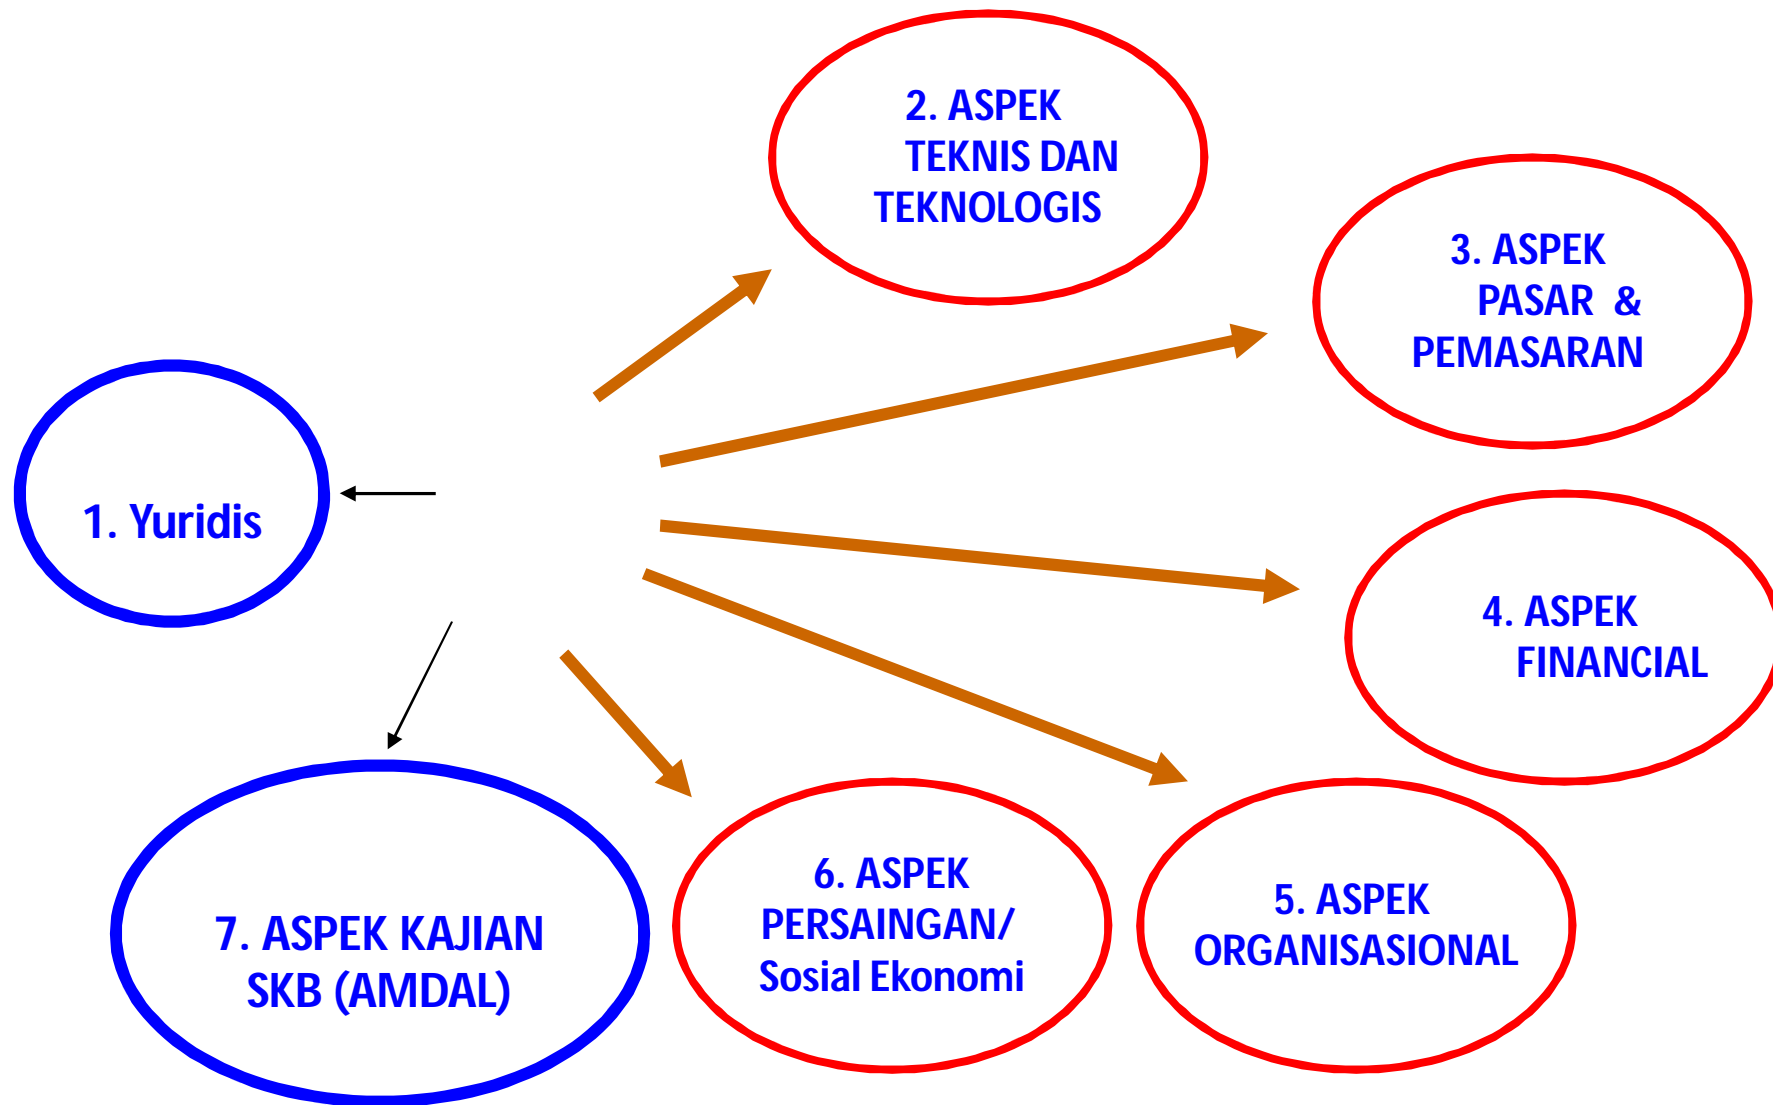 1. Yuridis
2. ASPEK
TEKNIS DAN
TEKNOLOGIS
3. ASPEK
PASAR &
PEMASARAN
4. ASPEK
FINANCIAL
5. ASPEK
ORGANISASIONAL
6. ASPEK
PERSAINGAN/
Sosial Ekonomi
7. ASPEK KAJIAN
SKB (AMDAL)